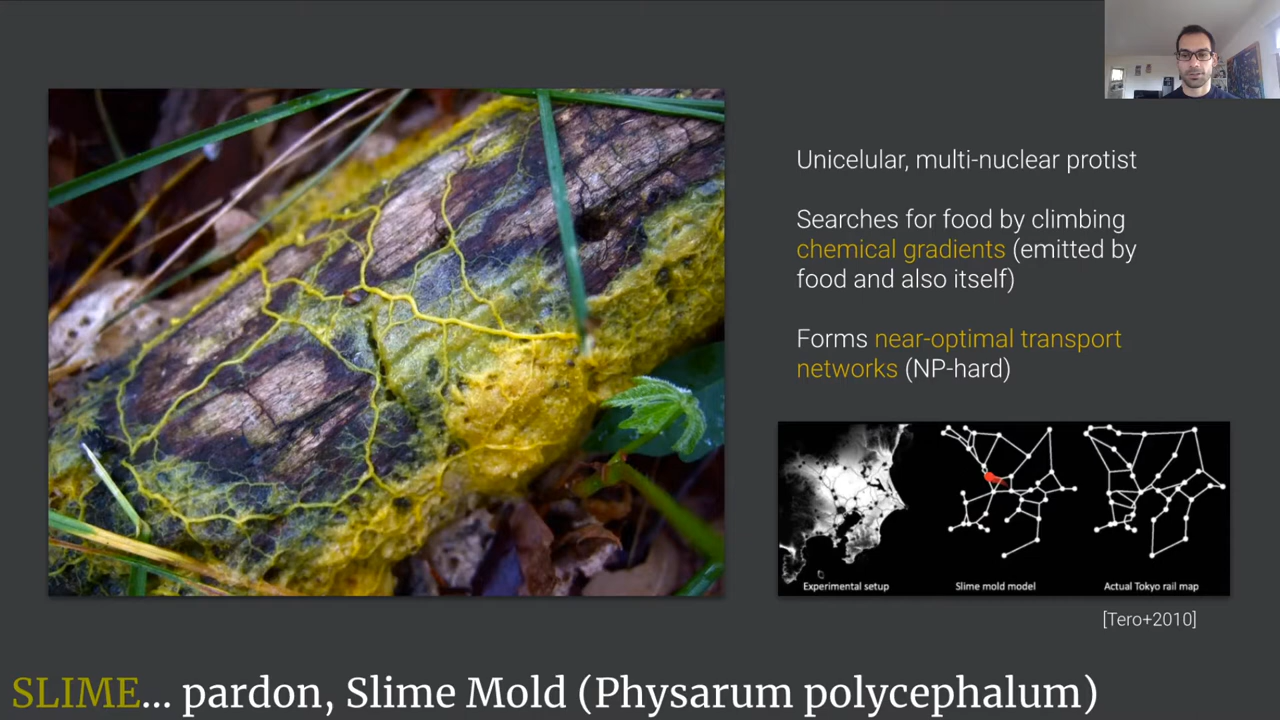 Unicelular, multi-nuclear protist
Searches for food by climbing
chemical gradients (emitted by
food and also itself)
Forms near-optimal transport
networks (NP-hard)
Experimental setup
Slime mold model
Actual Tokyo rail map
[Tero+2010]
SLIME... pardon, Slime Mold (Physarum polycephalum)